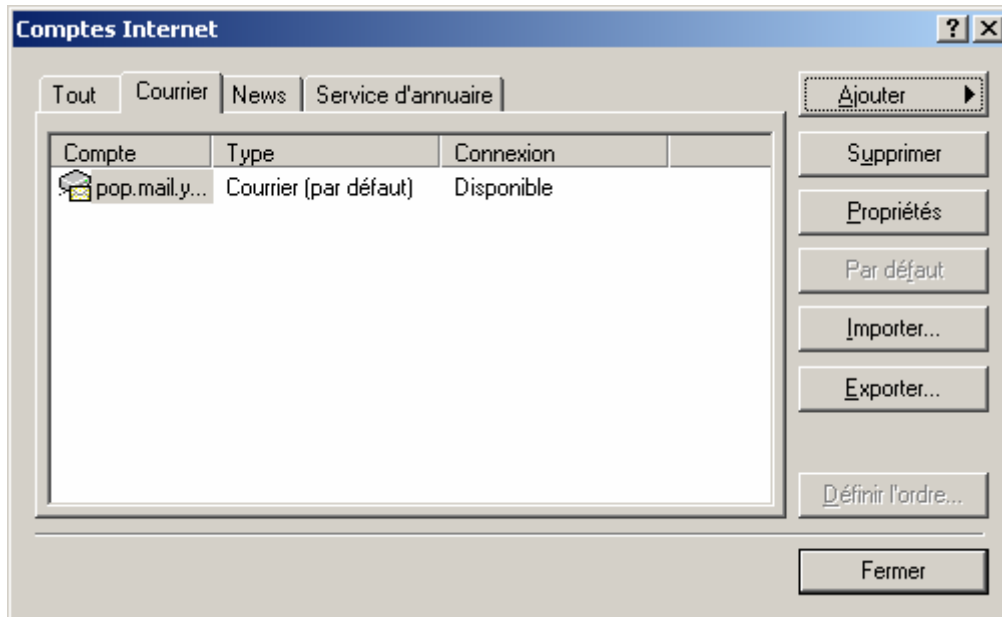 Comptes Internet
Tout Courrier News Service d'annuaire
Compte Type Connexion
pop.mail.y... Courrier (par défaut) Disponible
Ajouter
Supprimer
Propriétés
Par défaut
Importer...
Exporter...
Définir l'ordre...
Fermer